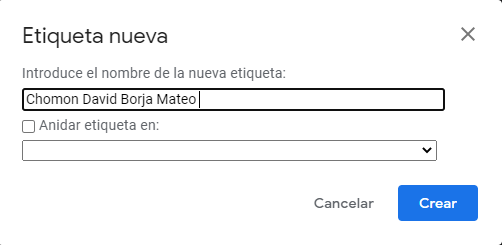 Etiqueta nueva
Introduce el nombre de la nueva etiqueta:
Chomon David Borja Mateo
Anidar etiqueta en:
Cancelar Crear